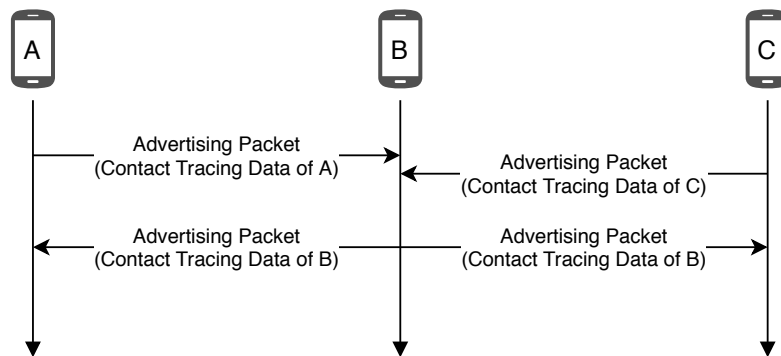 A
B
C
Advertising Packet
(Contact Tracing Data of A)
Advertising Packet
(Contact Tracing Data of C)
Advertising Packet
(Contact Tracing Data of B)
Advertising Packet
(Contact Tracing Data of B)